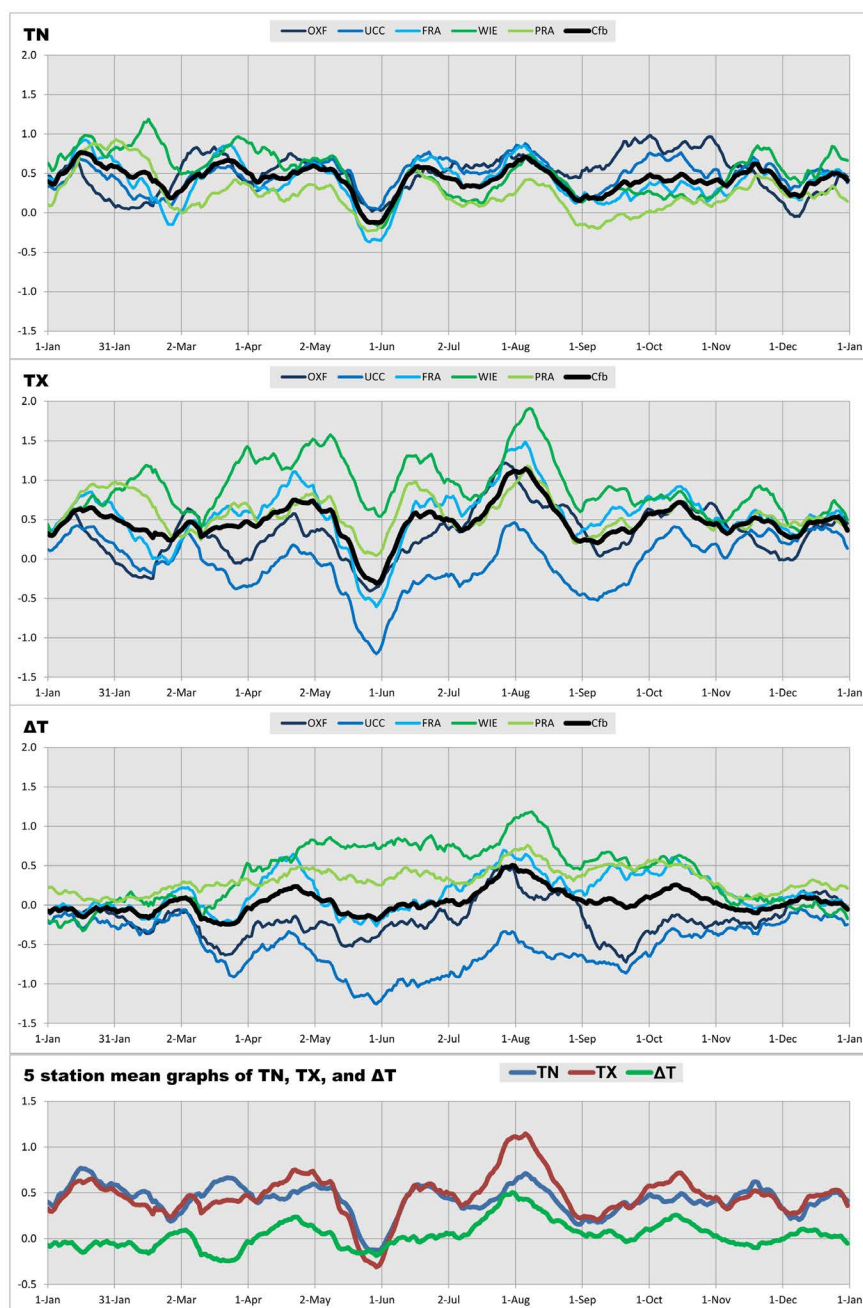 TN
OXF UCC FRA WIE PRA Cfb
2.0
1.5
1.0
0.5
0.0
-0.5
-1.0
-1.5
1-Jan 31-Jan 2-Mar 1-Apr 2-May 1-Jun 2-Jul 1-Aug 1-Sep 1-Oct 1-Nov 1-Dec 1-Jan
TX
OXF UCC FRA WIE PRA Cfb
2.0
1.5
1.0
0.5
0.0
-0.5
-1.0
-1.5
1-Jan 31-Jan 2-Mar 1-Apr 2-May 1-Jun 2-Jul 1-Aug 1-Sep 1-Oct 1-Nov 1-Dec 1-Jan
ΔT
OXF UCC FRA WIE PRA Cfb
2.0
1.5
1.0
0.5
0.0
-0.5
-1.0
-1.5
1-Jan 31-Jan 2-Mar 1-Apr 2-May 1-Jun 2-Jul 1-Aug 1-Sep 1-Oct 1-Nov 1-Dec 1-Jan
5 station mean graphs of TN, TX, and ΔT
TN TX ΔT
1.5
1.0
0.5
0.0
-0.5
1-Jan 31-Jan 2-Mar 1-Apr 2-May 1-Jun 2-Jul 1-Aug 1-Sep 1-Oct 1-Nov 1-Dec 1-Jan